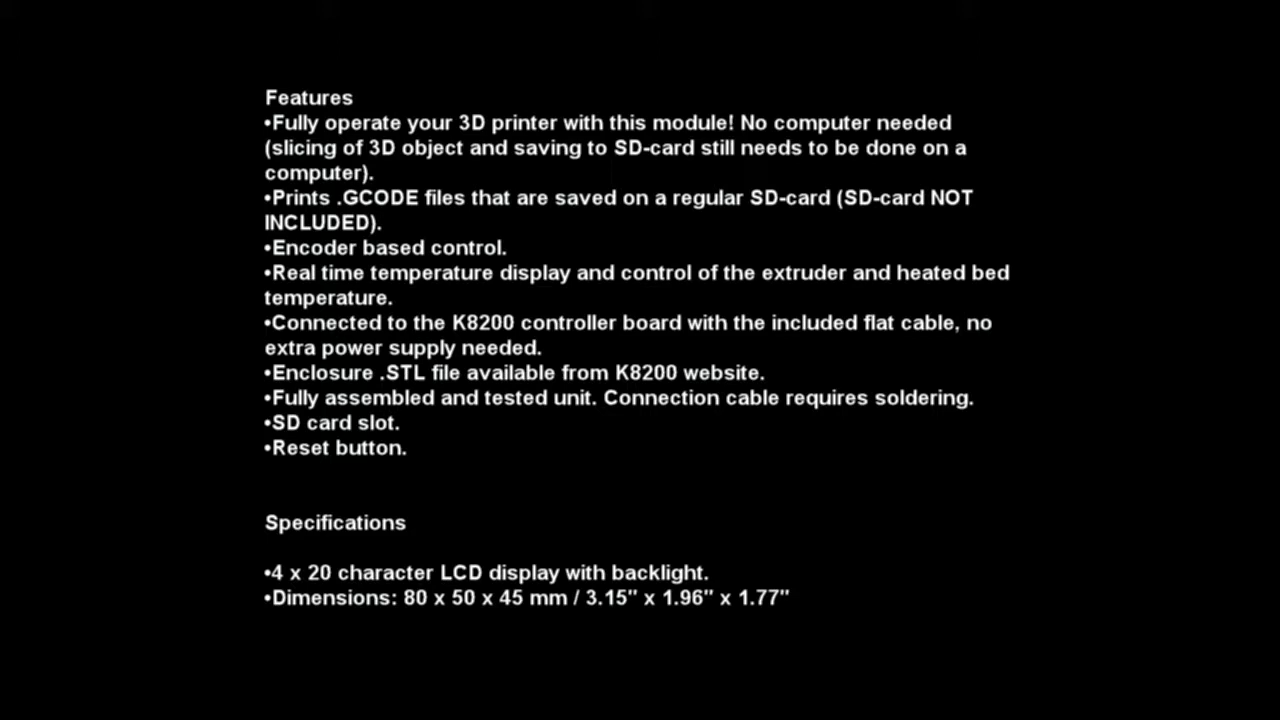 Features
•Fully operate your 3D printer with this module! No computer needed
(slicing of 3D object and saving to SD-card still needs to be done on a
computer).
•Prints .GCODE files that are saved on a regular SD-card (SD-card NOT
INCLUDED).
•Encoder based control.
•Real time temperature display and control of the extruder and heated bed
temperature.
•Connected to the K8200 controller board with the included flat cable, no
extra power supply needed.
•Enclosure .STL file available from K8200 website.
•Fully assembled and tested unit. Connection cable requires soldering.
•SD card slot.
•Reset button.
Specifications
•4 x 20 character LCD display with backlight.
•Dimensions: 80 x 50 x 45 mm / 3.15" x 1.96" x 1.77"